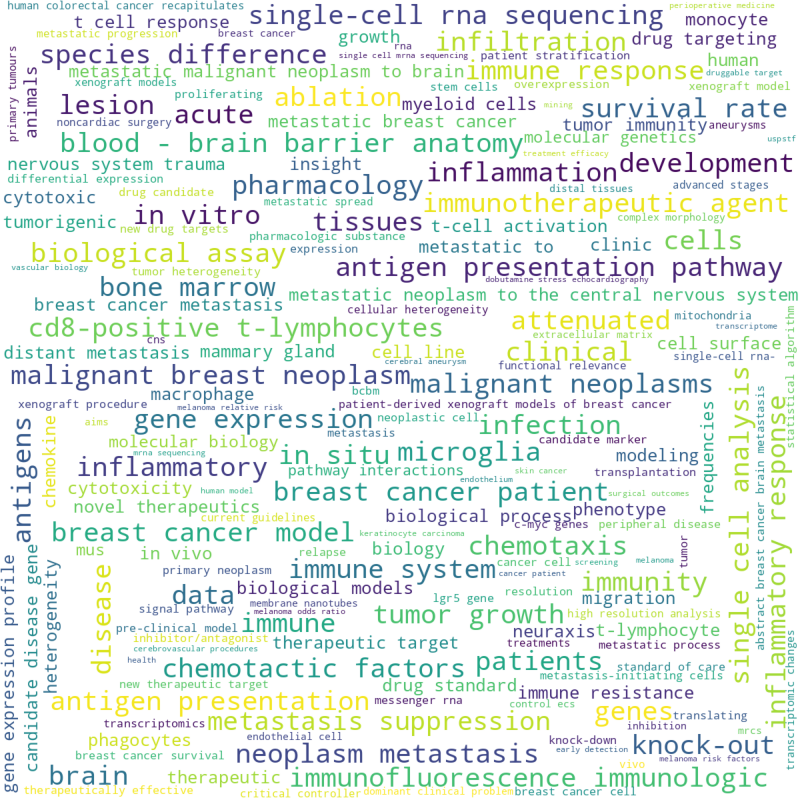 human colorectal cancer recapitulates
perioperative medicine
t cell response
single-cell rna sequencing
monocyte
metastatic progression
breast cancer
growth
rna
infiltration
drug targeting
primary tumours
animals
species difference
single cell mrna sequencing
patient stratification
human
metastatic malignant neoplasm to brain
immune response
druggable target
xenograft models
proliferating
stem cells
overexpression
xenograft model
lesion
acute
ablation
myeloid cells
mining
survival rate
noncardiac surgery
metastatic breast cancer
tumor immunity
aneurysms
blood - brain barrier anatomy
molecular genetics
uspstf
nervous system trauma
insight
inflammation
treatment efficacy
development
differential expression
pharmacology
distal tissues
advanced stages
cytotoxic
drug candidate
metastatic spread
immunotherapeutic agent
tumorigenic
in vitro
tissues
t-cell activation
complex morphology
new drug targets
pharmacologic substance
expression
metastatic to
clinic
cells
biological assay
vascular biology
tumor heterogeneity
antigen presentation pathway
bone marrow
dobutamine stress echocardiography
metastatic neoplasm to the central nervous system
breast cancer metastasis
cellular heterogeneity
cd8-positive t-lymphocytes
attenuated
mitochondria
transcriptome
cns
extracellular matrix
distant metastasis
mammary gland
cell line
cerebral aneurysm
clinical
cell surface
single-cell rna-
statistical algorithm
malignant breast neoplasm
functional relevance
malignant neoplasms
xenograft procedure
macrophage
bcbm
patient-derived xenograft models of breast cancer
melanoma relative risk
neoplastic cell
antigens
chemokine
aims
gene expression
infection
frequencies
single cell analysis
abstract breast cancer brain metastasis
inflammatory response
molecular biology
metastasis
candidate marker
mrna sequencing
in situ
microglia
modeling
inflammatory
pathway interactions
skin cancer
transplantation
cytotoxicity
human model
endothelium
breast cancer patient
surgical outcomes
novel therapeutics
biological process
phenotype
current guidelines
c-myc genes
peripheral disease
breast cancer model
keratinocyte carcinoma
chemotaxis
tumor
mus
in vivo
relapse
biology
cancer cell
screening
melanoma
gene expression profile
candidate disease gene
heterogeneity
disease
primary neoplasm
immune system
cancer patient
immunity
data
biological models
lgr5 gene
resolution
migration
membrane nanotubes
signal pathway
melanoma odds ratio
tumor growth
high resolution analysis
pre-clinical model
immune
neuraxis
t-lymphocyte
inhibitor/antagonist
therapeutic target
treatments
metastatic process
cerebrovascular procedures
health
chemotactic factors
patients
standard of care
metastasis-initiating cells
new therapeutic target
drug standard
immune resistance
transcriptomic changes
antigen presentation
messenger rna
control ecs
genes
translating
transcriptomics
metastasis suppression
inhibition
mrcs
phagocytes
endothelial cell
knock-down
knock-out
breast cancer survival
neoplasm metastasis
early detection
melanoma risk factors
brain
therapeutic
immunofluorescence immunologic
vivo
therapeutically effective
critical controller
dominant clinical problem
breast cancer cell